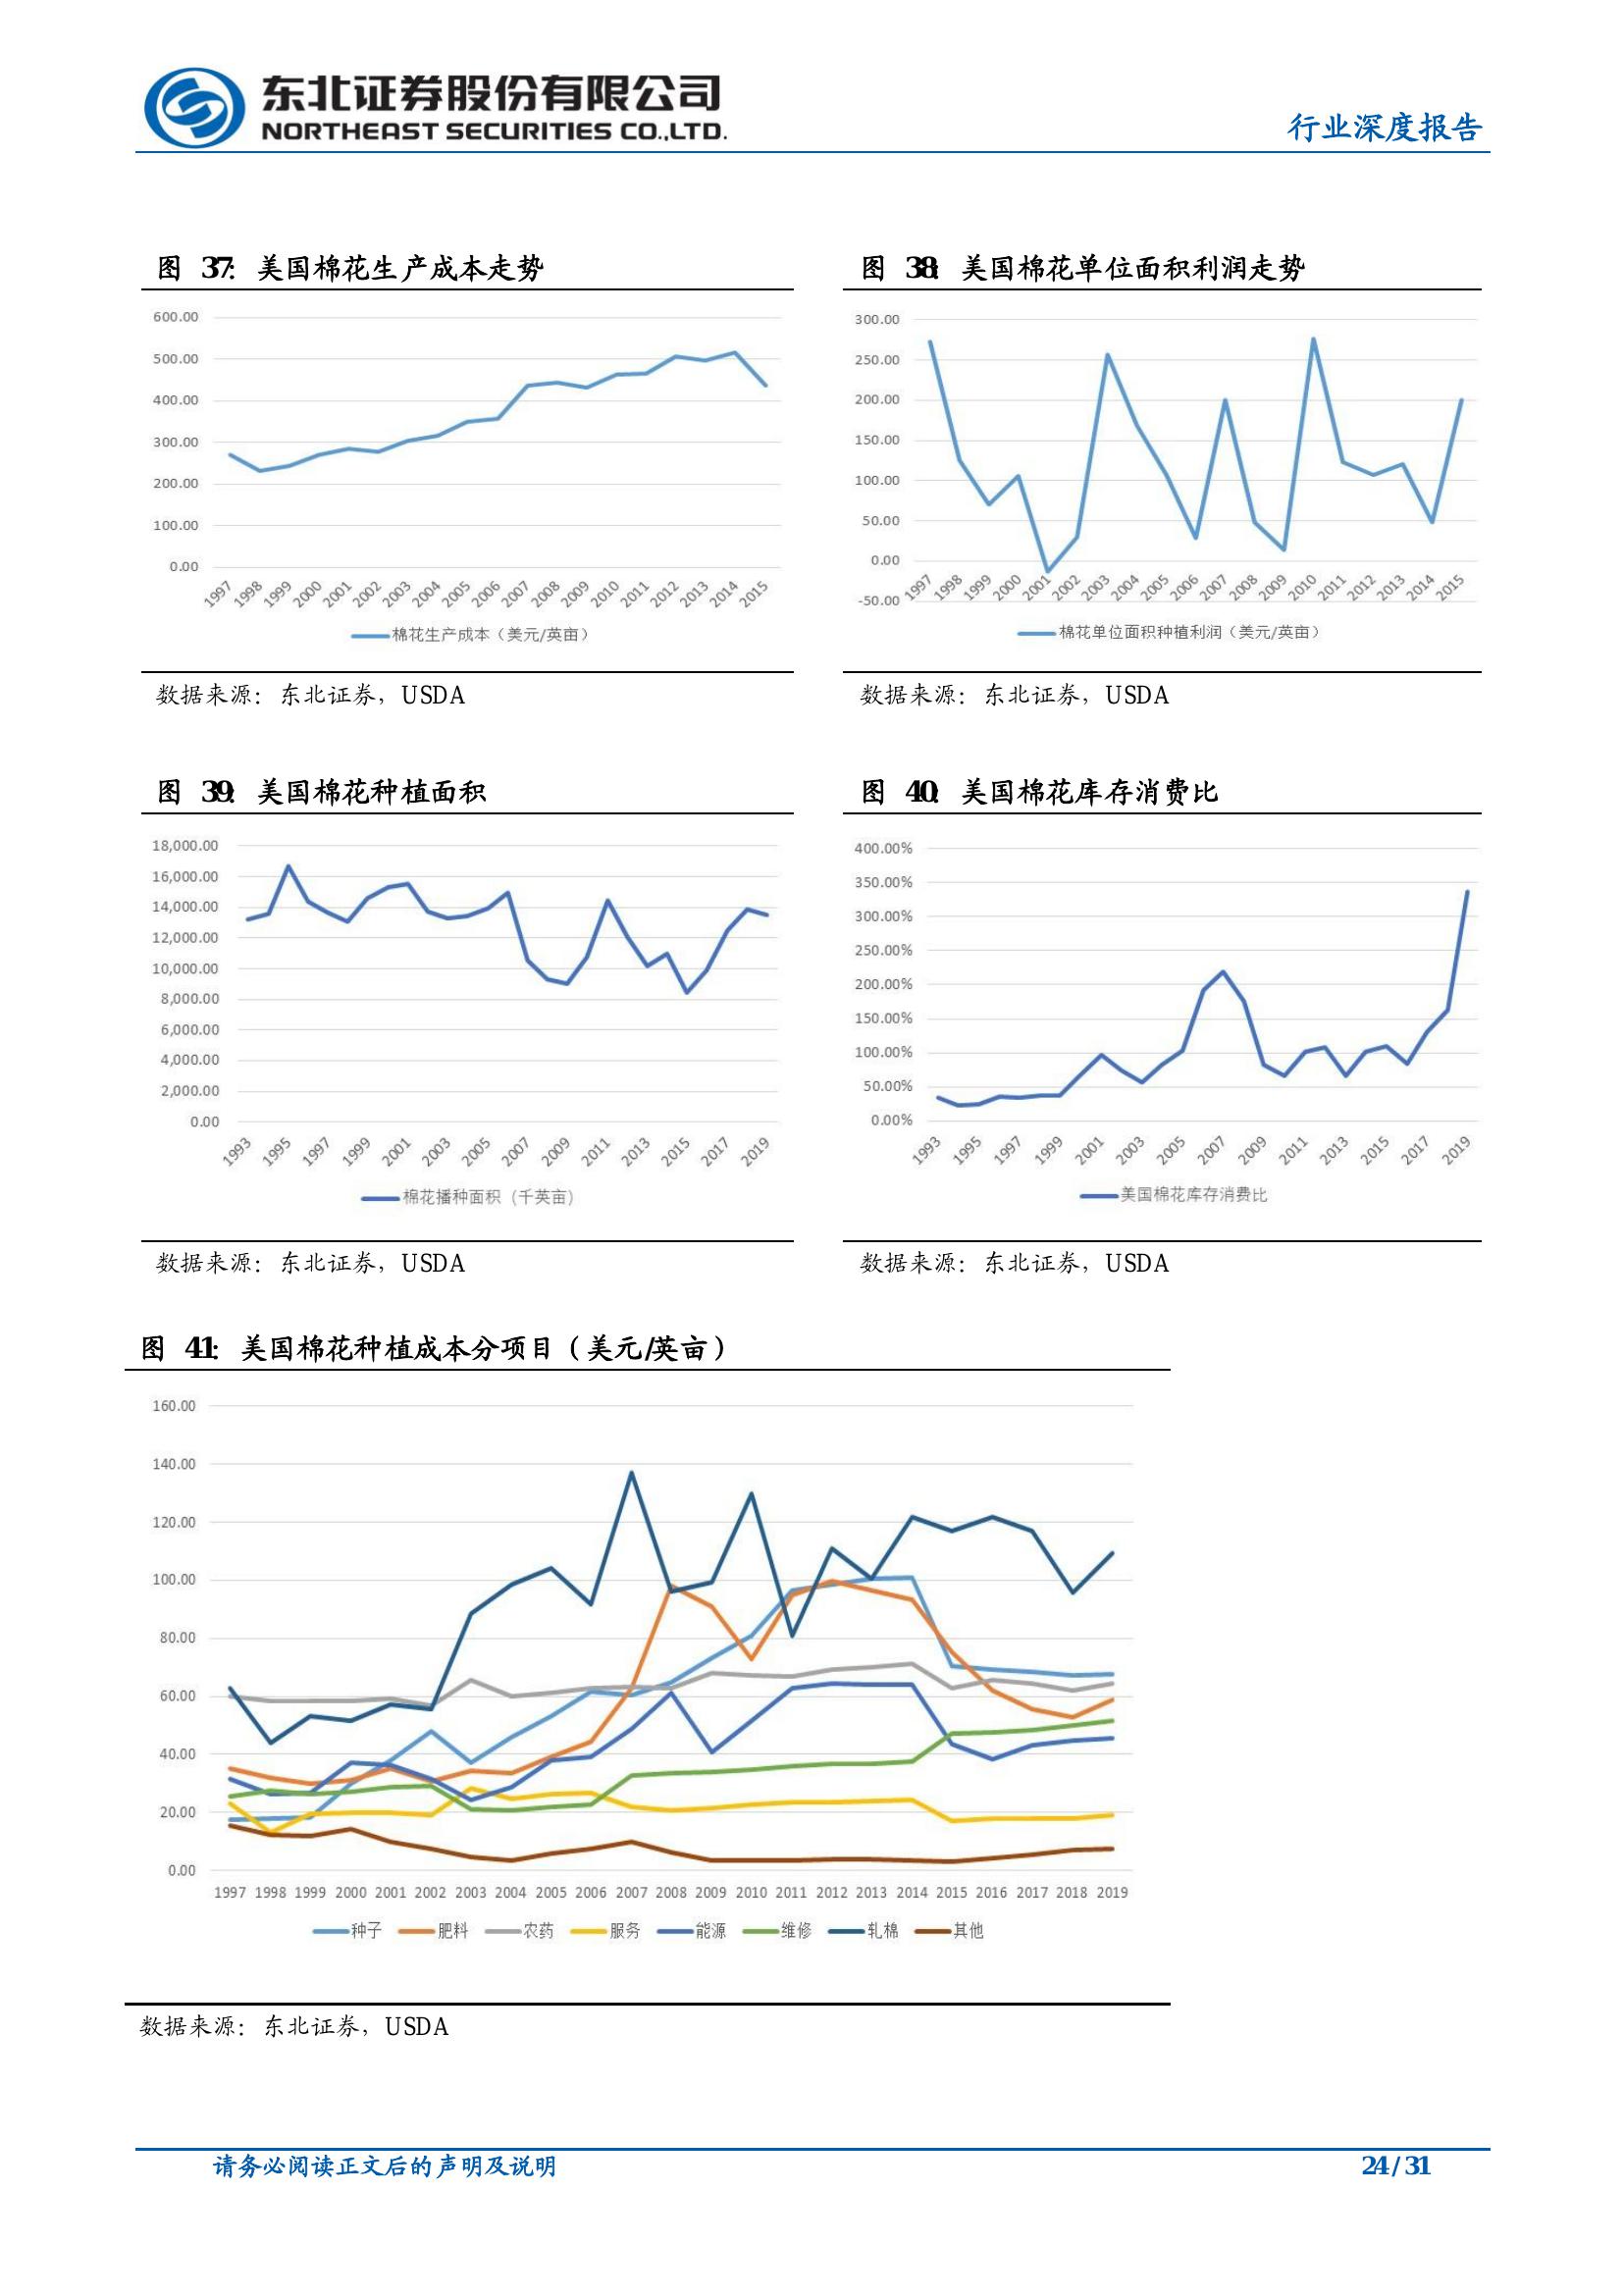 东北证券股份有限公司
NORTHEAST SECURITIES CO.,LTD.
行业深度报告
图 37: 美国棉花生产成本走势
600.00
500.00
400.00
300.00
200.00
100.00
0.00
1997 1998 1999 2000 2001 2002 2003 2004 2005 2006 2007 2008 2009 2010 2011 2012 2013 2014 2015
棉花生产成本（美元/英亩）
数据来源：东北证券，USDA
图 38: 美国棉花单位面积利润走势
300.00
250.00
200.00
150.00
100.00
50.00
0.00
-50.00
1997 1998 1999 2000 2001 2002 2003 2004 2005 2006 2007 2008 2009 2010 2011 2012 2013 2014 2015
棉花单位面积种植利润（美元/英亩）
数据来源：东北证券，USDA
图 39: 美国棉花种植面积
18,000.00
16,000.00
14,000.00
12,000.00
10,000.00
8,000.00
6,000.00
4,000.00
2,000.00
0.00
1993 1995 1997 1999 2001 2003 2005 2007 2009 2011 2013 2015 2017 2019
棉花播种面积（千英亩）
数据来源：东北证券，USDA
图 40: 美国棉花库存消费比
400.00%
350.00%
300.00%
250.00%
200.00%
150.00%
100.00%
50.00%
0.00%
1993 1995 1997 1999 2001 2003 2005 2007 2009 2011 2013 2015 2017 2019
美国棉花库存消费比
数据来源：东北证券，USDA
图 41: 美国棉花种植成本分项目（美元/英亩）
160.00
140.00
120.00
100.00
80.00
60.00
40.00
20.00
0.00
1997 1998 1999 2000 2001 2002 2003 2004 2005 2006 2007 2008 2009 2010 2011 2012 2013 2014 2015 2016 2017 2018 2019
种子 肥料 农药 服务 能源 维修 轧棉 其他
数据来源：东北证券，USDA
请务必阅读正文后的声明及说明
24 / 31